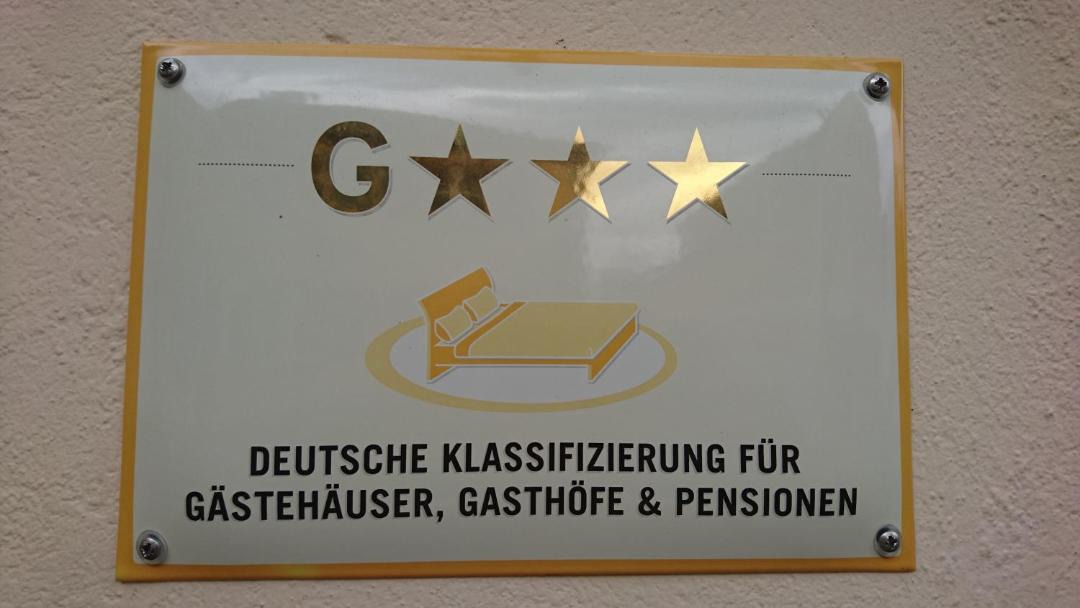 G★★★
DEUTSCHE KLASSIFIZIERUNG FÜR
GÄSTEHÄUSER, GASTHÖFE & PENSIONEN